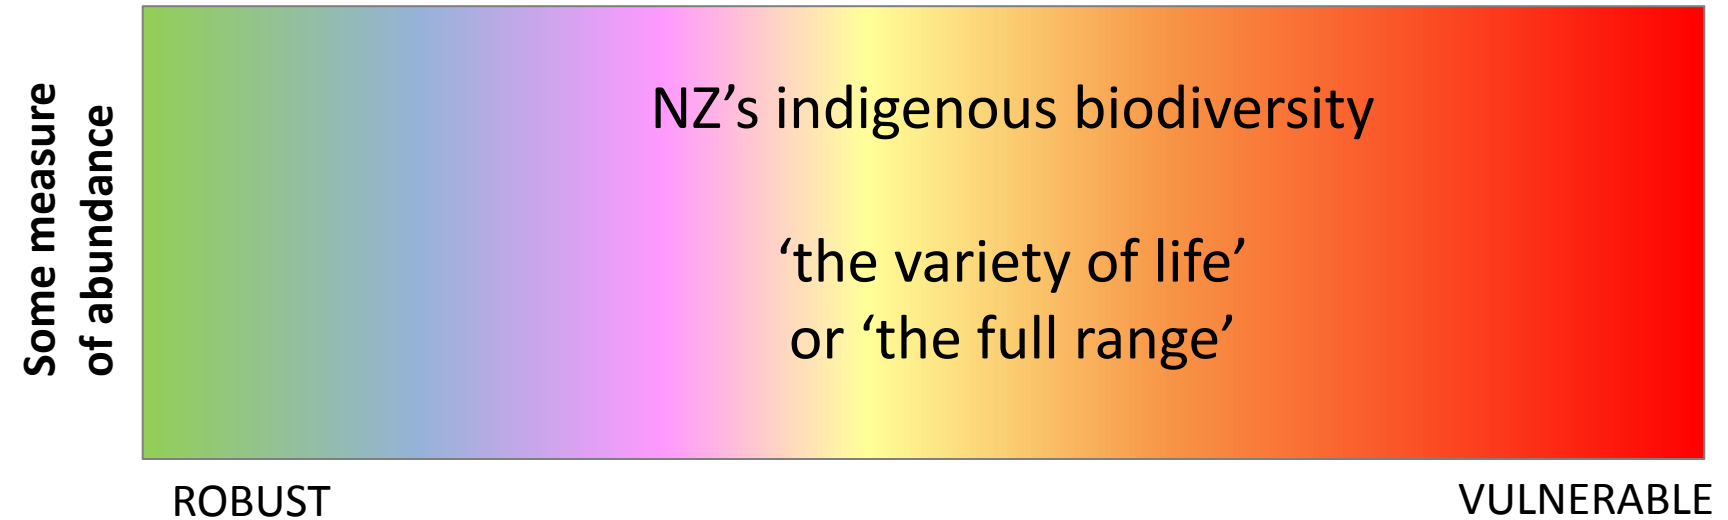 Some measure
of abundance
NZ’s indigenous biodiversity
‘the variety of life’
or ‘the full range’
ROBUST
VULNERABLE